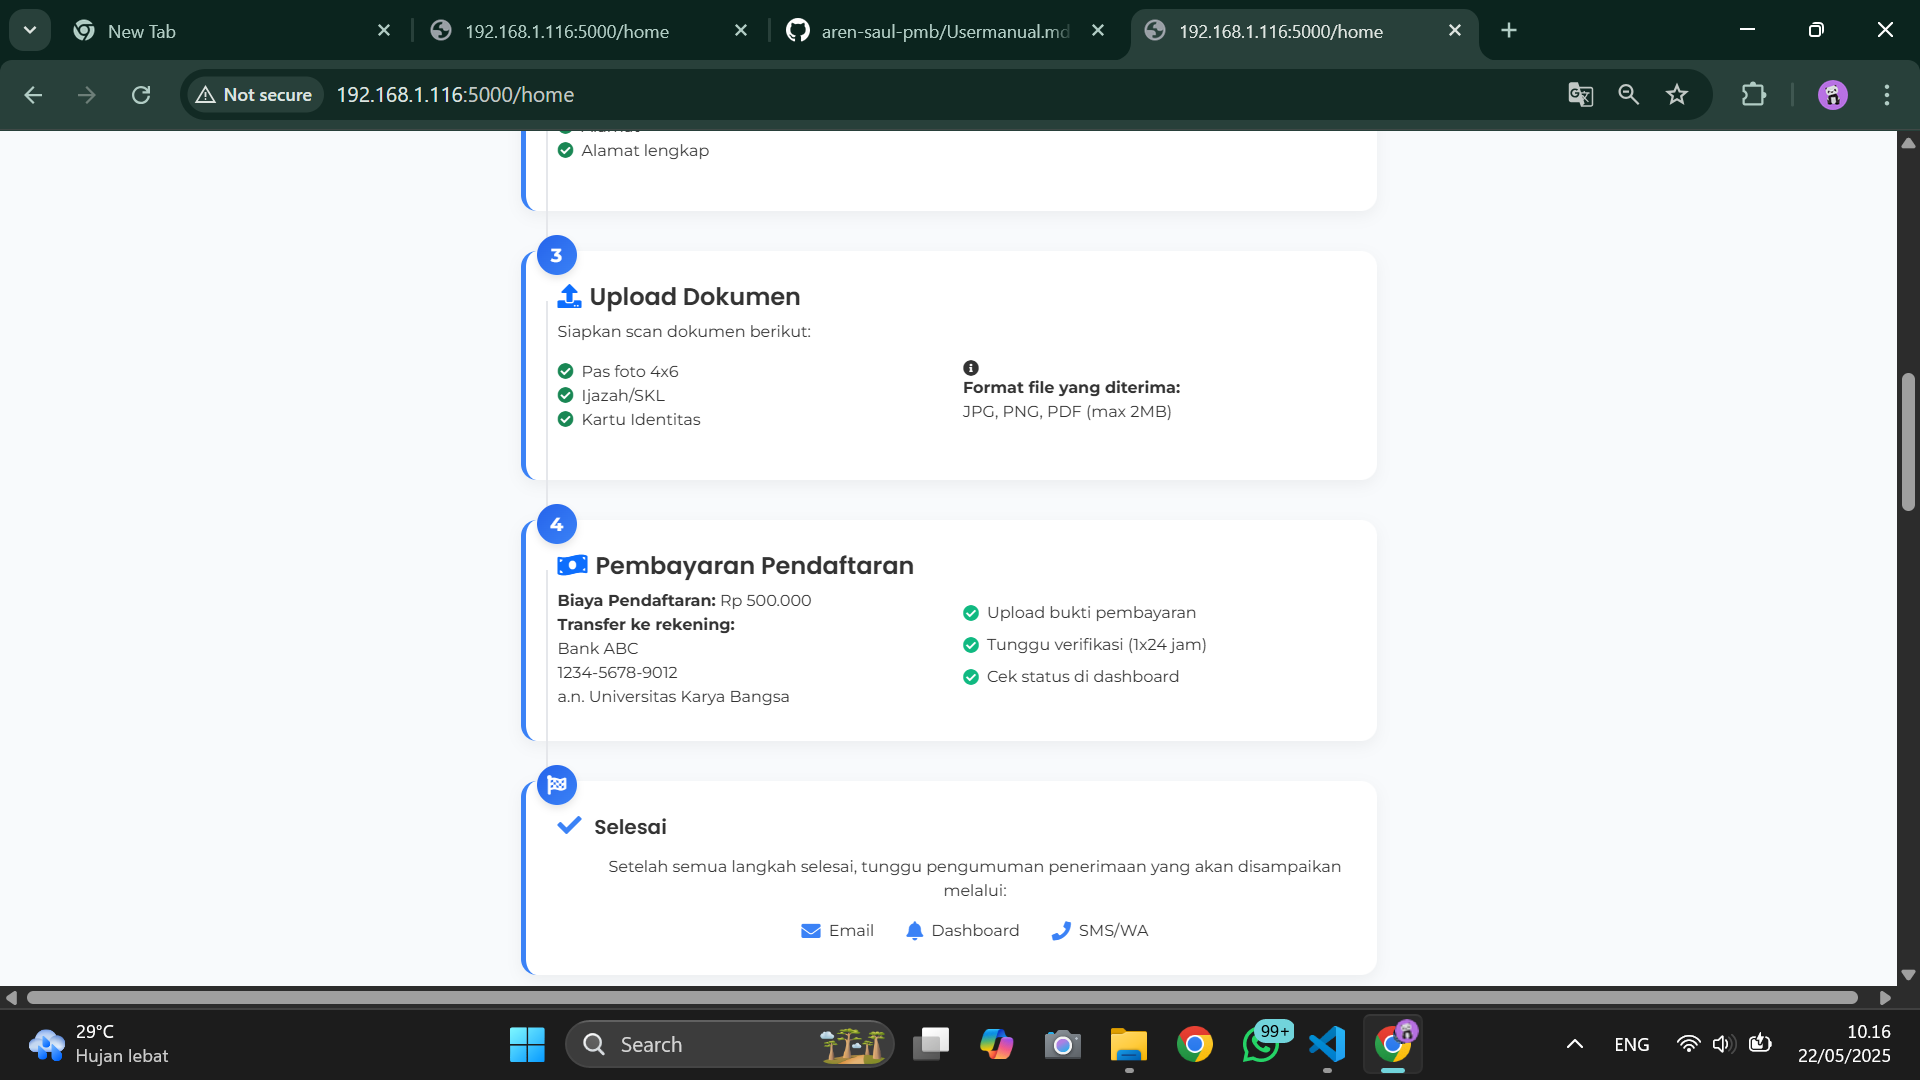 New Tab
192.168.1.116:5000/home
aren-saul-pmb/Usermanual.md
192.168.1.116:5000/home
Not secure
192.168.1.116:5000/home
Alamat lengkap
3
Upload Dokumen
Siapkan scan dokumen berikut:
Pas foto 4x6
Ijazah/SKL
Kartu Identitas
Format file yang diterima:
JPG, PNG, PDF (max 2MB)
4
Pembayaran Pendaftaran
Biaya Pendaftaran: Rp 500.000
Transfer ke rekening:
Bank ABC
1234-5678-9012
a.n. Universitas Karya Bangsa
Upload bukti pembayaran
Tunggu verifikasi (1x24 jam)
Cek status di dashboard
Selesai
Setelah semua langkah selesai, tunggu pengumuman penerimaan yang akan disampaikan
melalui:
Email
Dashboard
SMS/WA
29°C
Hujan lebat
Search
99+
ENG
10.16
22/05/2025